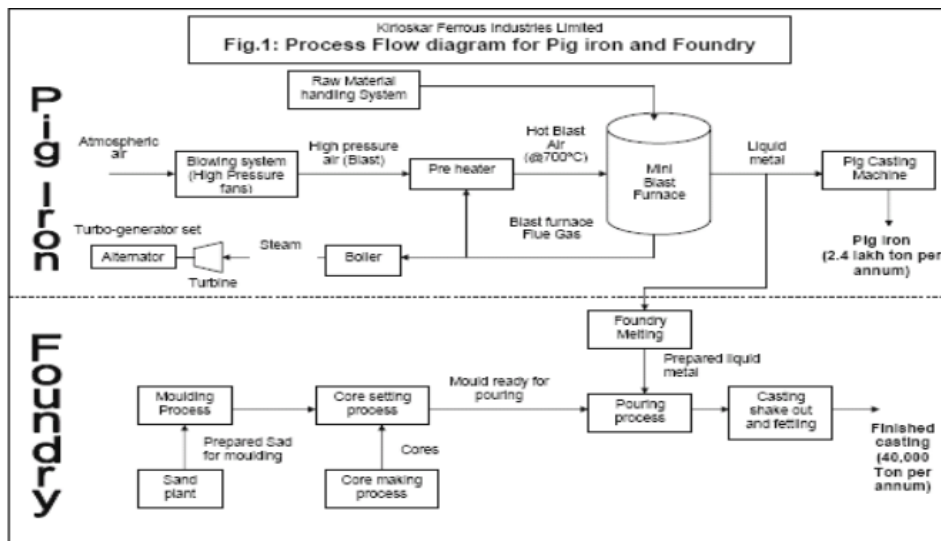 Kirloskar Ferrous Industries Limited
Fig.1: Process Flow diagram for Pig iron and Foundry
Pig Iron
Raw Material
handling System
Atmospheric
air
Blowing system
(High Pressure
fans)
High pressure
air (Blast)
Pre heater
Hot Blast
Air
(@700°C)
Mini
Blast
Furnace
Liquid
metal
Pig Casting
Machine
Pig iron
(2.4 lakh ton per
annum)
Blast furnace
Flue Gas
Turbo-generator set
Alternator
Turbine
Steam
Boiler
Foundry
Foundry
Melting
Prepared liquid
metal
Moulding
Process
Core setting
process
Mould ready for
pouring
Pouring
process
Casting
shake out
and fettling
Finished
casting
(40,000
Ton per
annum)
Prepared Sad
for moulding
Cores
Sand
plant
Core making
process